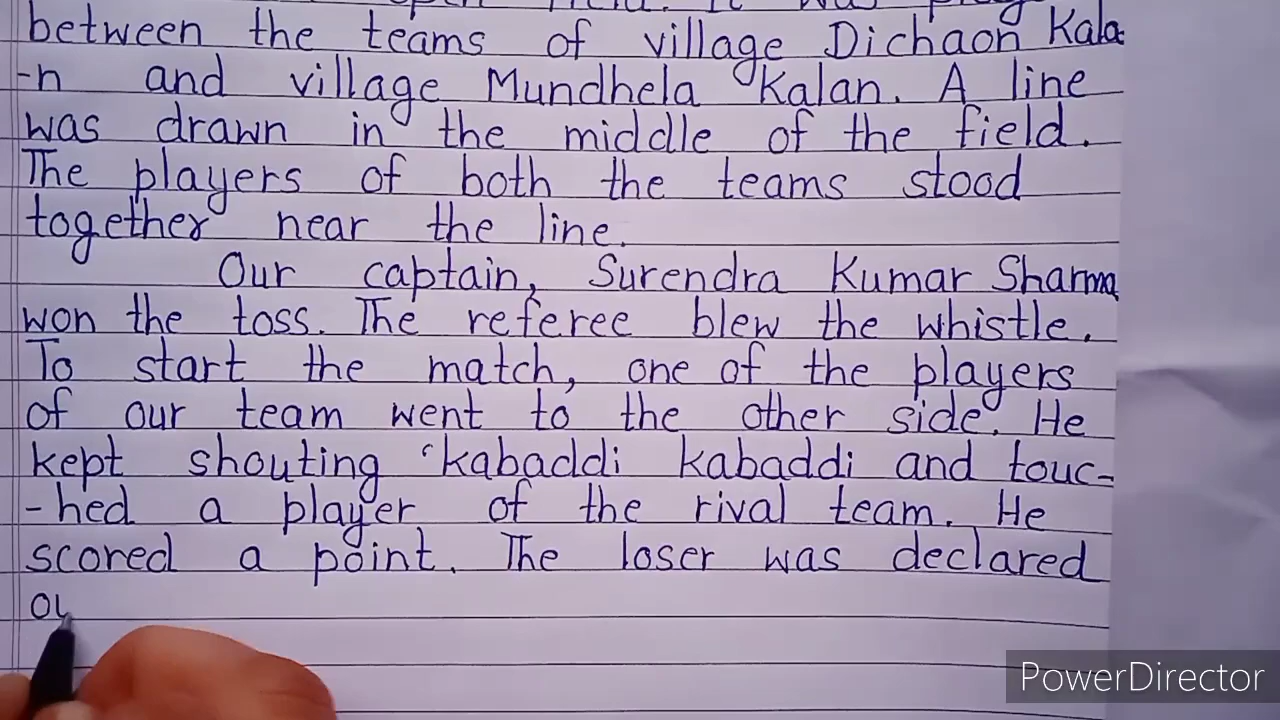 between the teams of village Dichaon Kala
-n and village Mundhela Kalan. A line
was drawn in the middle of the field.
The players of both the teams stood
together near the line.
Our captain, Surendra Kumar Sharma
won the toss. The referee blew the whistle.
To start the match, one of the players
of our team went to the other side. He
kept shouting ‘kabaddi kabaddi and touc-
-hed a player of the rival team. He
scored a point. The loser was declared
ou
PowerDirector